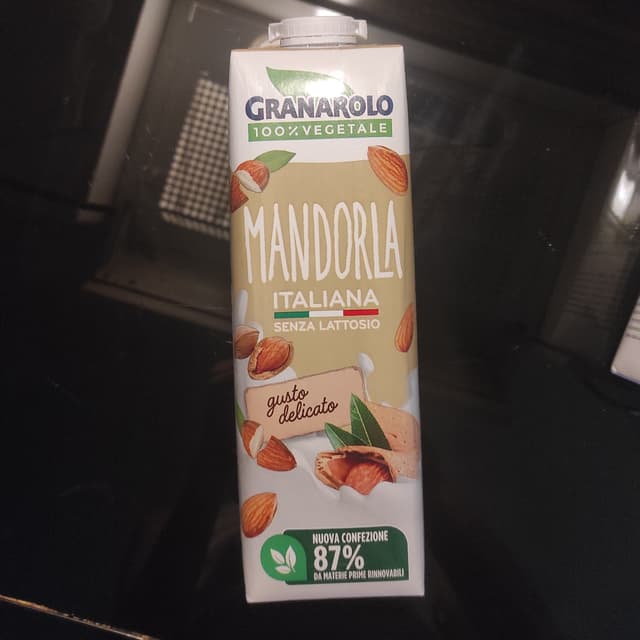 GRANAROLO
100% VEGETALE
MANDORLA
ITALIANA
SENZA LATTOSIO
gusto
delicato
NUOVA CONFEZIONE
87%
DA MATERIE PRIME RINNOVABILI